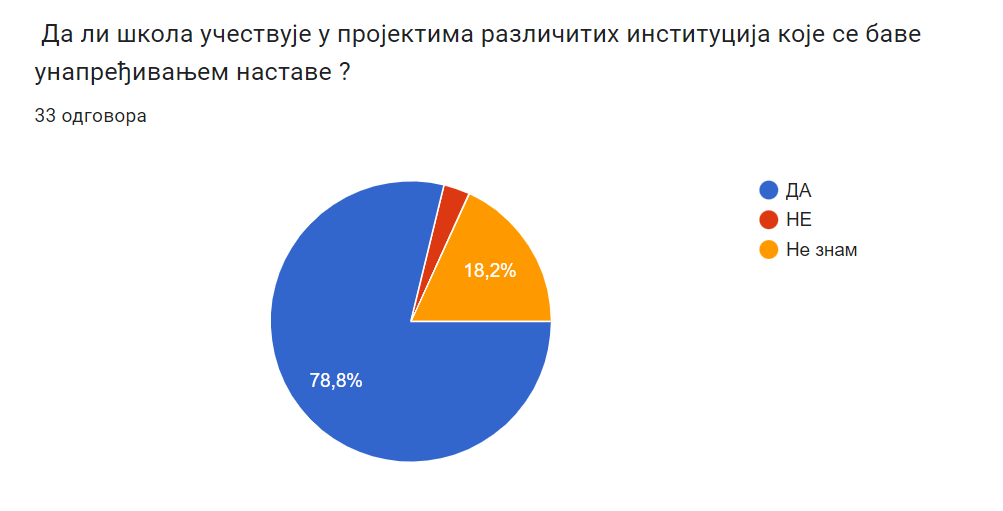 Да ли школа учествује у пројектима различитих институција које се баве
унапређивањем наставе ?
33 одговора
ДА
НЕ
Не знам
18,2%
78,8%